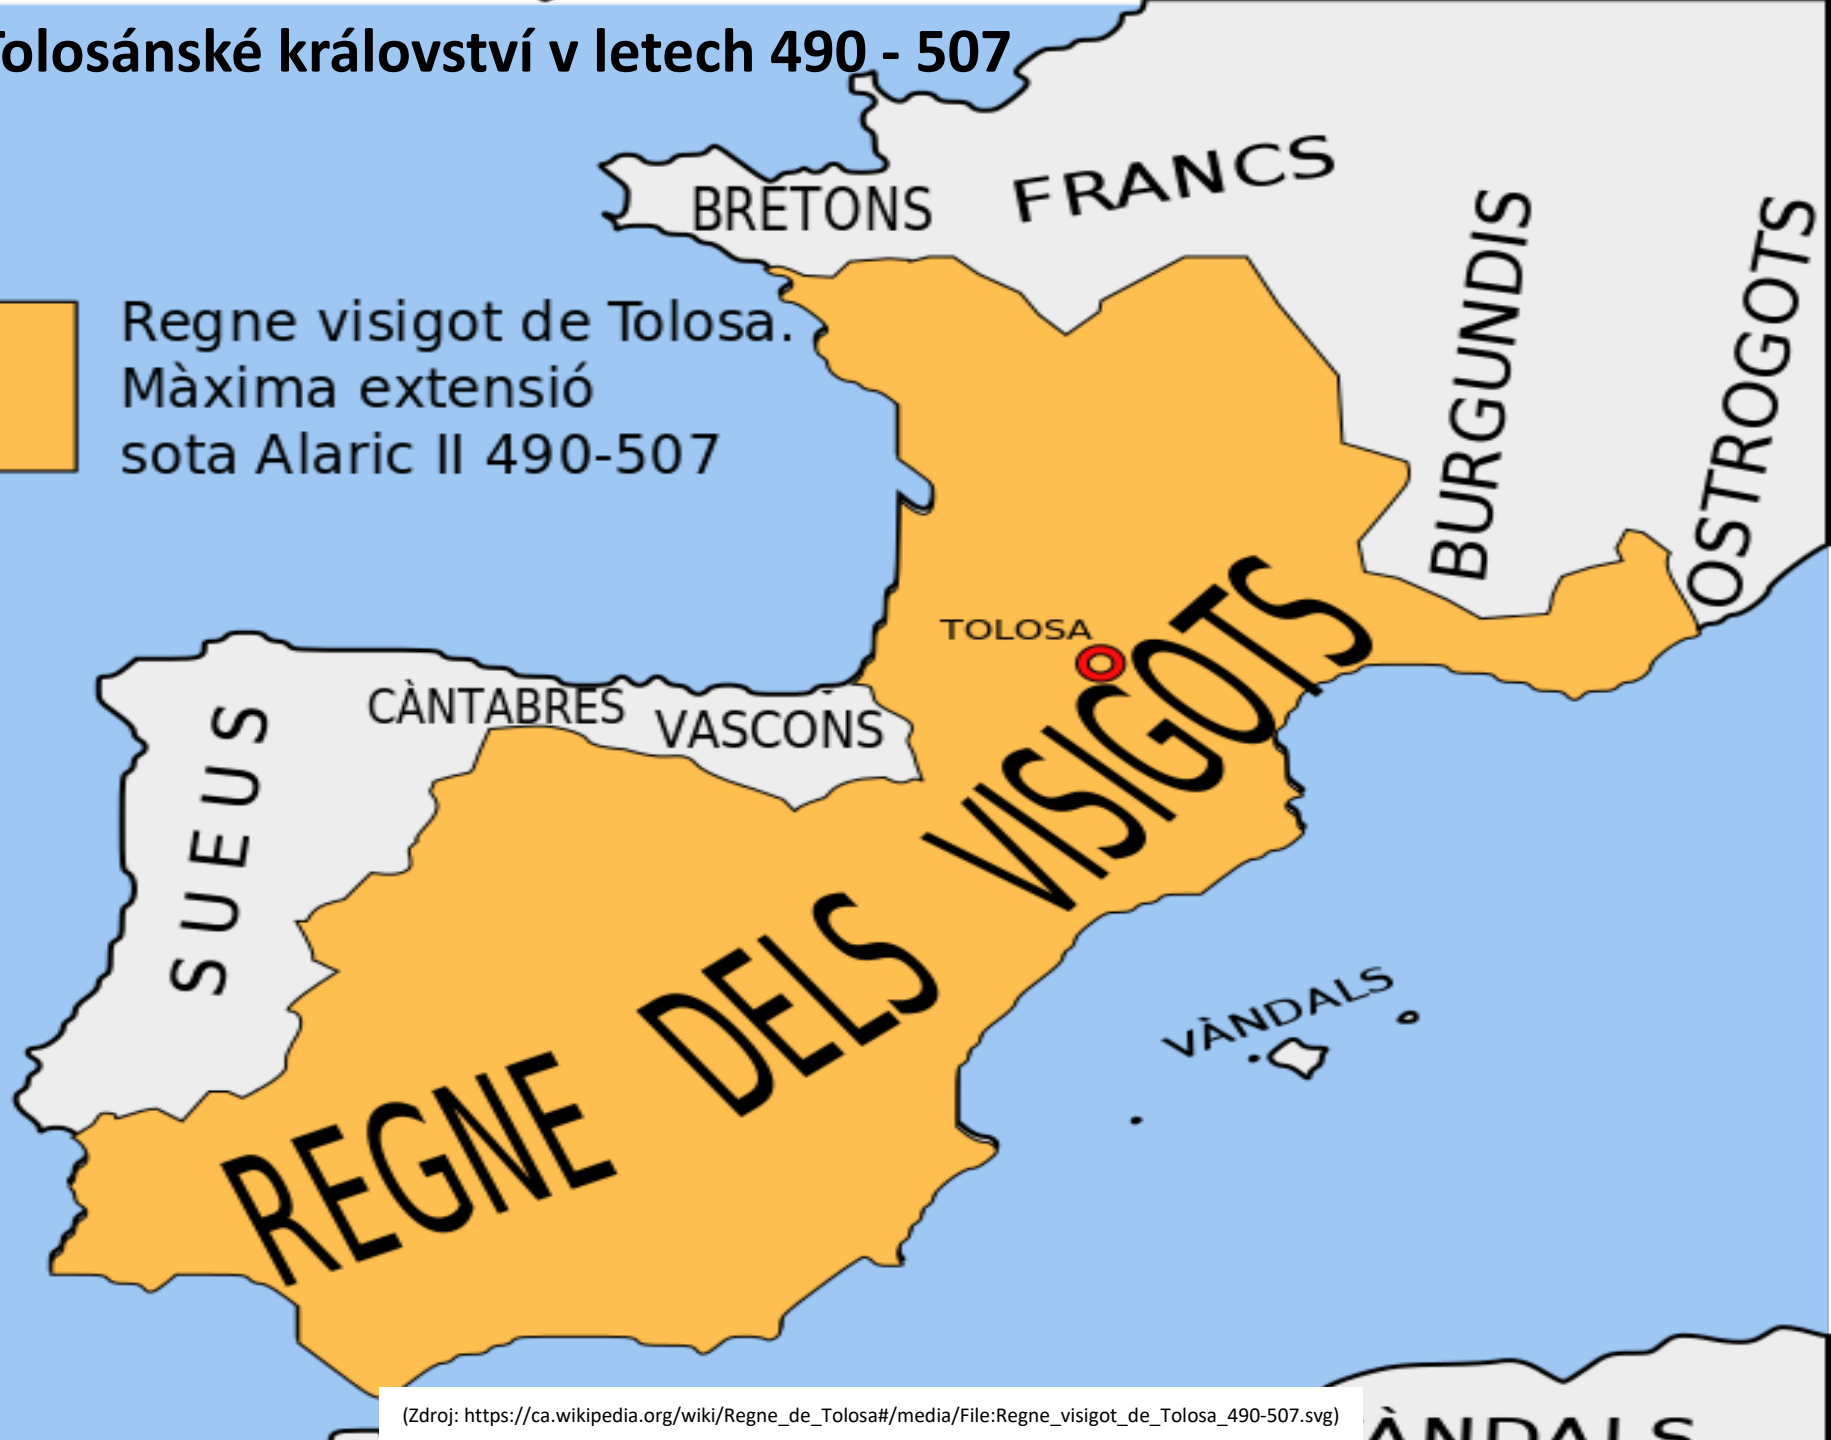 Tolosánské království v letech 490 - 507
FRANCS
BRETONS
BURGUNDIS
OSTROGOTS
Regne visigot de Tolosa.
Màxima extensió
sota Alaric II 490-507
TOLOSA
CÀNTABRES
VASCONS
SUEUS
REGNE DELS VISIGOTS
VÀNDALS
VÀNDALS
(Zdroj: https://ca.wikipedia.org/wiki/Regne_de_Tolosa#/media/File:Regne_visigot_de_Tolosa_490-507.svg)